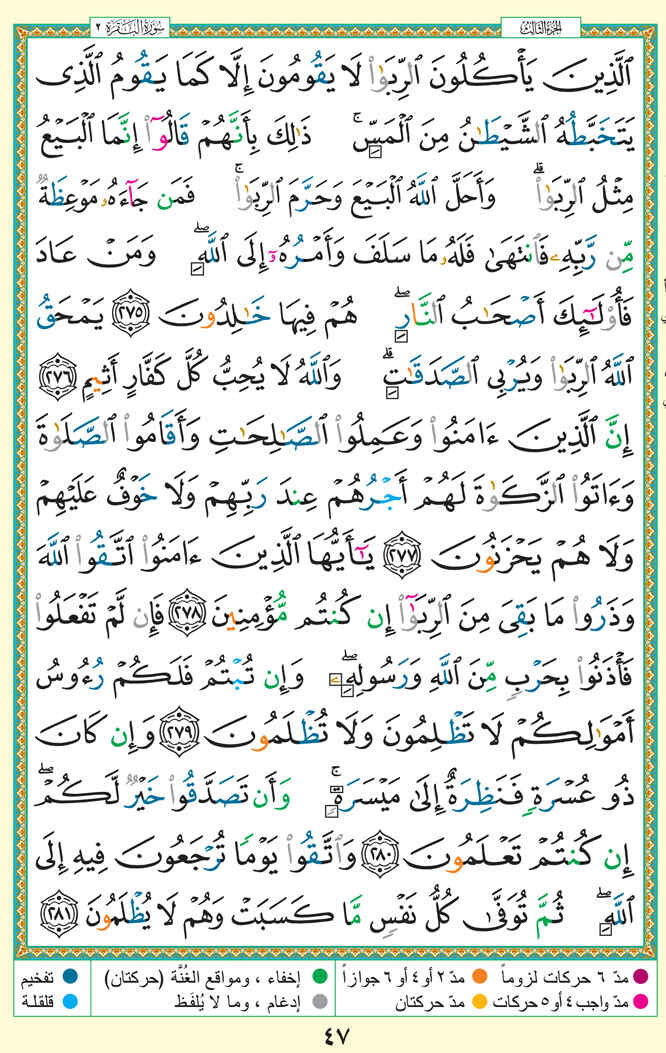 الجزء الثالث
سورة البقرة ٢
ٱلَّذِينَ يَأۡكُلُونَ ٱلرِّبَوٰاْ لَا يَقُومُونَ إِلَّا كَمَا يَقُومُ ٱلَّذِي
يَتَخَبَّطُهُ ٱلشَّيۡطَٰنُ مِنَ ٱلۡمَسِّۚ ذَٰلِكَ بِأَنَّهُمۡ قَالُوٓاْ إِنَّمَا ٱلۡبَيۡعُ
مِثۡلُ ٱلرِّبَوٰاْۗ وَأَحَلَّ ٱللَّهُ ٱلۡبَيۡعَ وَحَرَّمَ ٱلرِّبَوٰاْۚ فَمَن جَآءَهُۥ مَوۡعِظَةٞ
مِّن رَّبِّهِۦ فَٱنتَهَىٰ فَلَهُۥ مَا سَلَفَ وَأَمۡرُهُۥٓ إِلَى ٱللَّهِۖ وَمَنۡ عَادَ
فَأُوْلَٰٓئِكَ أَصۡحَٰبُ ٱلنَّارِۖ هُمۡ فِيهَا خَٰلِدُونَ ٢٧٥ يَمۡحَقُ
ٱللَّهُ ٱلرِّبَوٰاْ وَيُرۡبِي ٱلصَّدَقَٰتِۗ وَٱللَّهُ لَا يُحِبُّ كُلَّ كَفَّارٍ أَثِيمٍ ٢٧٦
إِنَّ ٱلَّذِينَ ءَامَنُواْ وَعَمِلُواْ ٱلصَّٰلِحَٰتِ وَأَقَامُواْ ٱلصَّلَوٰةَ
وَءَاتَوُاْ ٱلزَّكَوٰةَ لَهُمۡ أَجۡرُهُمۡ عِندَ رَبِّهِمۡ وَلَا خَوۡفٌ عَلَيۡهِمۡ
وَلَا هُمۡ يَحۡزَنُونَ ٢٧٧ يَٰٓأَيُّهَا ٱلَّذِينَ ءَامَنُواْ ٱتَّقُواْ ٱللَّهَ
وَذَرُواْ مَا بَقِيَ مِنَ ٱلرِّبَوٰٓاْ إِن كُنتُم مُّؤۡمِنِينَ ٢٧٨ فَإِن لَّمۡ تَفۡعَلُواْ
فَأۡذَنُواْ بِحَرۡبٖ مِّنَ ٱللَّهِ وَرَسُولِهِۦۖ وَإِن تُبۡتُمۡ فَلَكُمۡ رُءُوسُ
أَمۡوَٰلِكُمۡ لَا تَظۡلِمُونَ وَلَا تُظۡلَمُونَ ٢٧٩ وَإِن كَانَ
ذُو عُسۡرَةٖ فَنَظِرَةٌ إِلَىٰ مَيۡسَرَةٖۚ وَأَن تَصَدَّقُواْ خَيۡرٞ لَّكُمۡۖ
إِن كُنتُمۡ تَعۡلَمُونَ ٢٨٠ وَٱتَّقُواْ يَوۡمٗا تُرۡجَعُونَ فِيهِ إِلَى
ٱللَّهِۖ ثُمَّ تُوَفَّىٰ كُلُّ نَفۡسٖ مَّا كَسَبَتۡ وَهُمۡ لَا يُظۡلَمُونَ ٢٨١
مدّ ٦ حركات لزوماً
مدّ ٢ أو ٤ أو ٦ جوازاً
إخفاء ، ومواقع الغُنَّة (حركتان)
تفخيم
مدّ واجب ٤ أو ٥ حركات
مدّ حركتان
إدغام ، وما لا يُلفَظ
قلقلة
٤٧